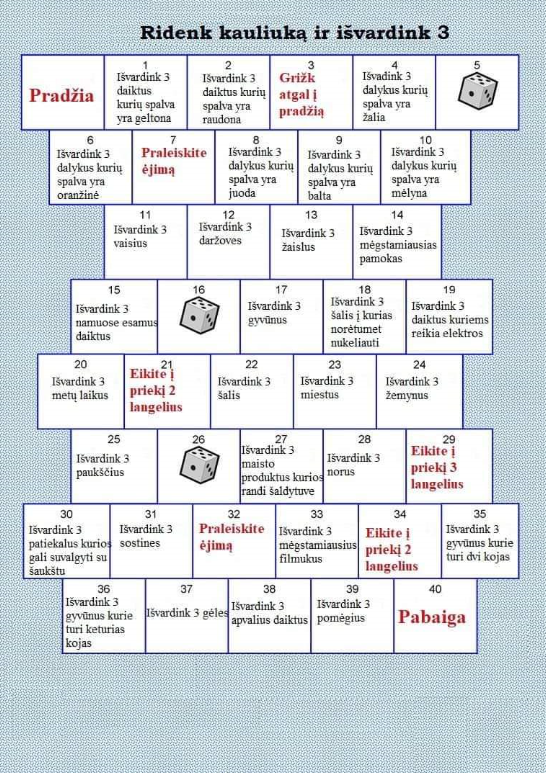 Ridenk kauliuką ir išvardink 3
Pradžia
1
Išvardink 3
daiktus
kurių spalva
yra geltona
2
Išvardink 3
daiktus kurių
spalva yra
raudona
3
Grižk
atgal į
pradžią
4
Išvadink 3
dalykus kurių
spalva yra
žalia
5
6
Išvardink 3
dalykus kurių
spalva yra
oranžinė
7
Praleiskite
ėjimą
8
Išvardink 3
dalykus kurių
spalva yra
juoda
9
Išvardink 3
dalykų kurių
spalva yra
balta
10
Išvardink 3
dalykus kurių
spalva yra
mėlyna
11
Išvardink 3
vaisius
12
Išvardink 3
daržoves
13
Išvardink 3
žaislus
14
Išvardink 3
mėgstamiausias
pamokas
15
Išvardink 3
namuose esamus
daiktus
16
17
Išvardink 3
gyvūnus
18
Išvardink 3
šalis į kurias
norėtumet
nukeliauti
19
Išvardink 3
daiktus kuriems
reikia elektros
20
Išvardink 3
metų laikus
21
Eikite į
priekį 2
langelius
22
Išvardink 3
šalis
23
Išvardink 3
miestus
24
Išvardink 3
žemynus
25
Išvardink 3
paukščius
26
27
Išvardink 3
maisto
produktus kurios
randi šaldytuve
28
Išvardink 3
norus
29
Eikite į
priekį 3
langelius
30
Išvardink 3
patiekalus kurios
gali suvalgyti su
šaukštu
31
Išvardink 3
sostines
32
Praleiskite
ėjimą
33
Išvardink 3
mėgstamiausius
filmukus
34
Eikite į
priekį 2
langelius
35
Išvardink 3
gyvūnus kurie
turi dvi kojas
36
Išvardink 3
gyvūnus kurie
turi keturias
kojas
37
Išvardink 3 gėles
38
Išvardink 3
apvalius daiktus
39
Išvardink 3
pomėgius
40
Pabaiga